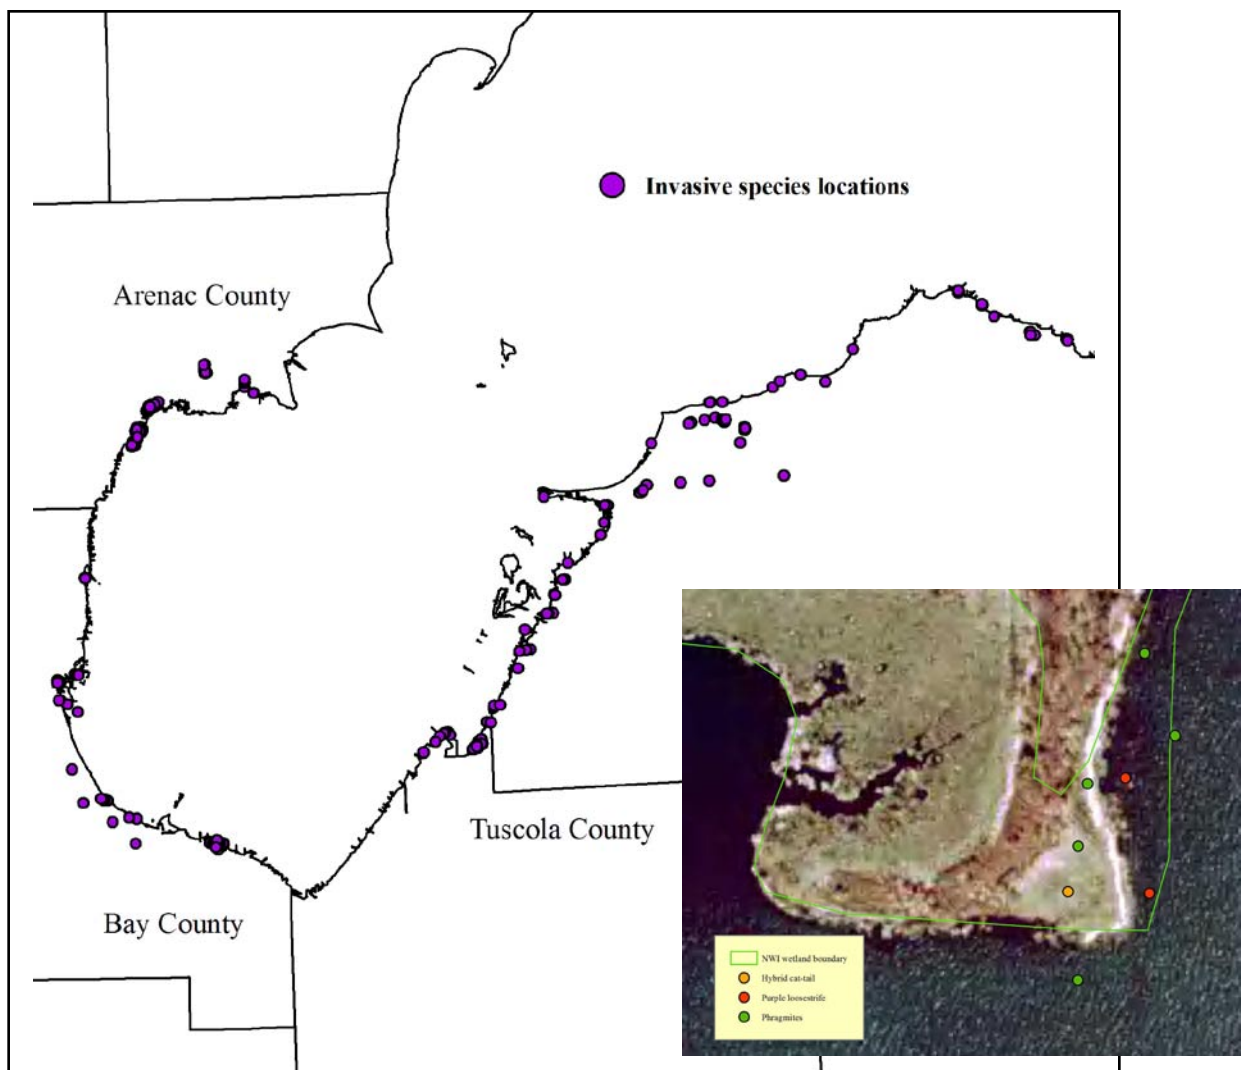 Invasive species locations
Arenac County
Tuscola County
Bay County
NWI wetland boundary
Hybrid cat-tail
Purple loosestrife
Phragmites